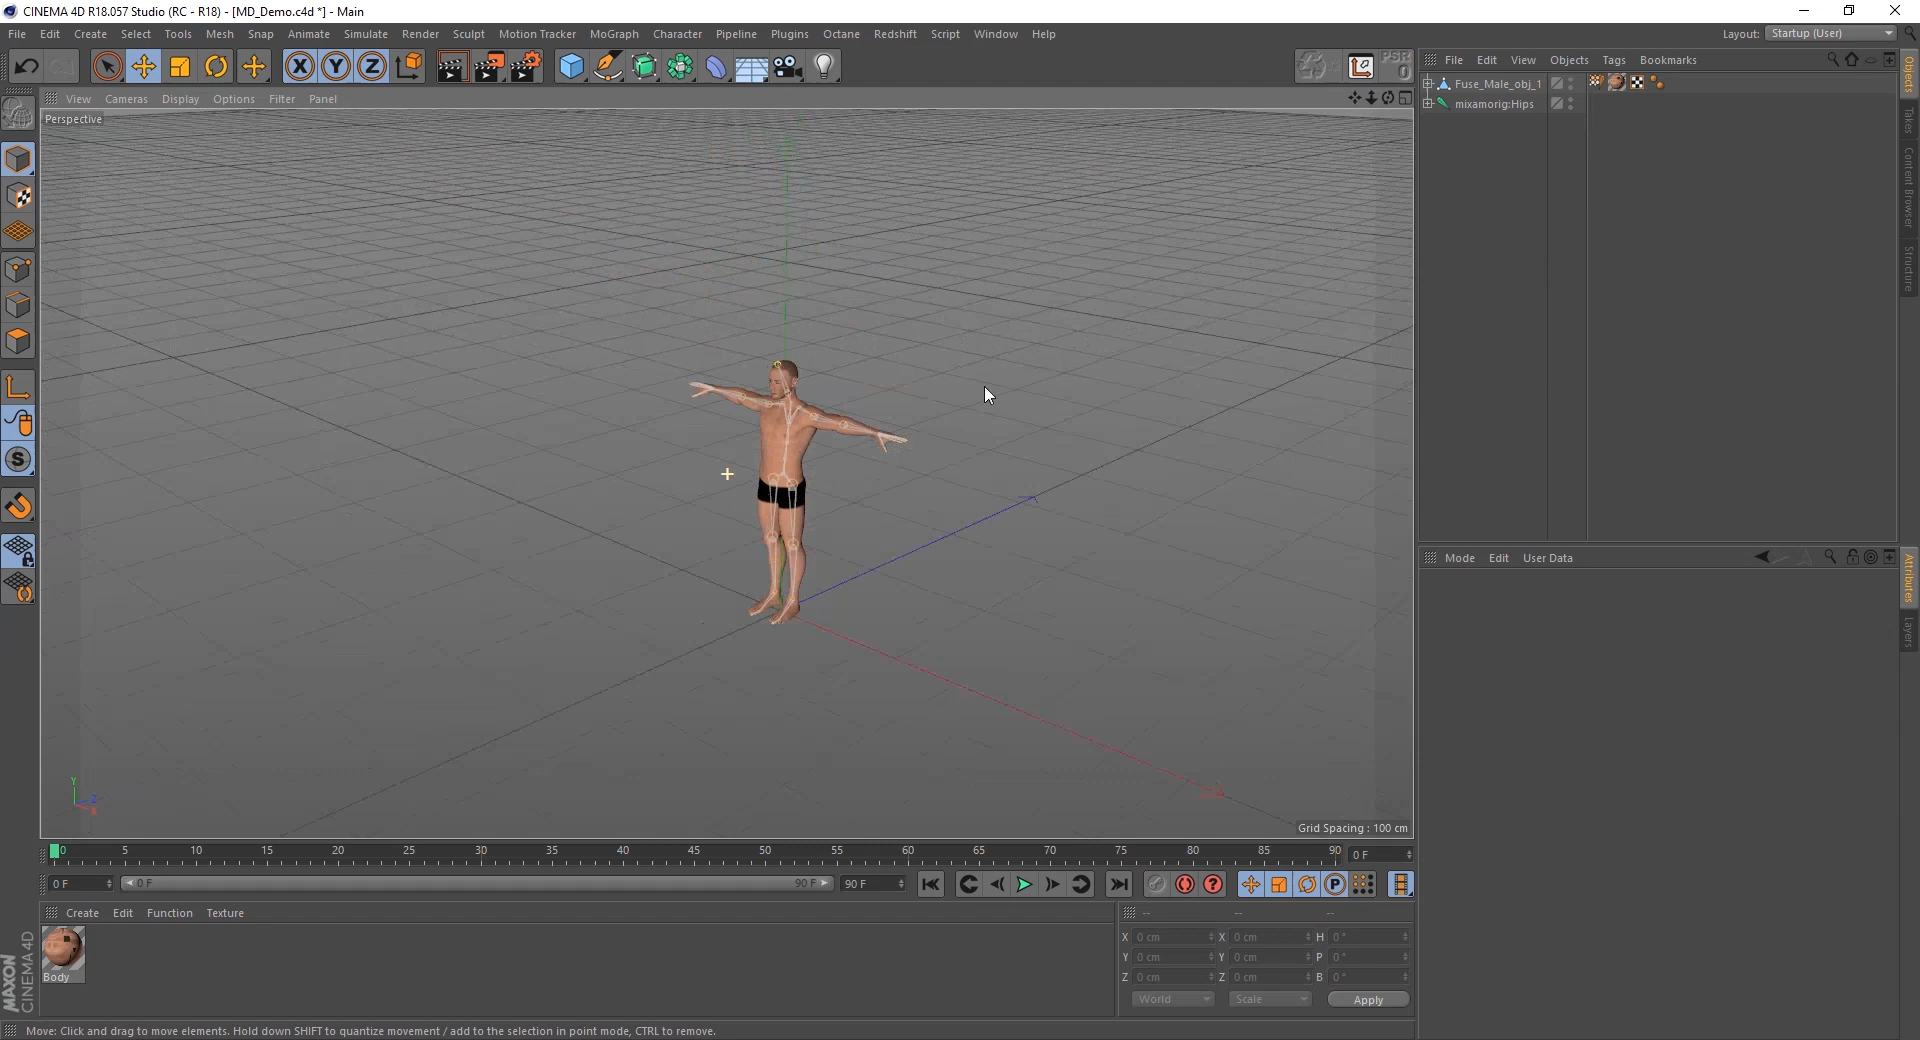 CINEMA 4D R18.057 Studio (RC - R18) - [MD_Demo.c4d *] - Main
File Edit Create Select Tools Mesh Snap Animate Simulate Render Sculpt Motion Tracker MoGraph Character Pipeline Plugins Octane Redshift Script Window Help Layout: Startup (User)
X Y Z PSR
0
File Edit View Objects Tags Bookmarks
Fuse_Male_obj_1
mixamorig:Hips
Objects
Takes
Content Browser
Structure
View Cameras Display Options Filter Panel
Perspective
S
Y
Z
X
Grid Spacing : 100 cm
Mode Edit User Data
Attributes
Layers
0 5 10 15 20 25 30 35 40 45 50 55 60 65 70 75 80 85 90 0 F
0 F 0 F 90 F 90 F ? P
Create Edit Function Texture
Body
-- -- --
X 0 cm X 0 cm H 0 °
Y 0 cm Y 0 cm P 0 °
Z 0 cm Z 0 cm B 0 °
World Scale Apply
MAXON
CINEMA 4D
Move: Click and drag to move elements. Hold down SHIFT to quantize movement / add to the selection in point mode, CTRL to remove.